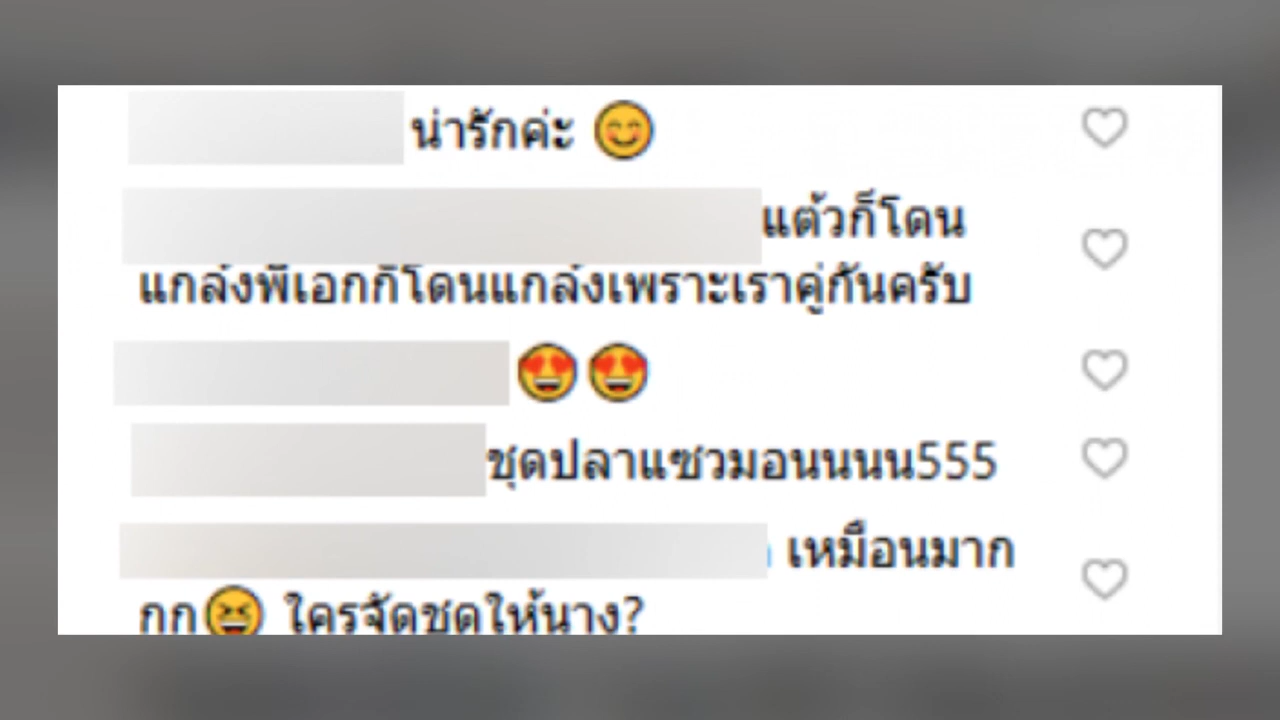 น่ารักค่ะ 😊
แต้วก็โดน
แกล้งพี่เอกก็โดนแกล้งเพราะเราคู่กันครับ
😍😍
ชุดปลาแซวมอนนนน555
เหมือนมาก
กก😆 ใครจัดชุดให้นาง?